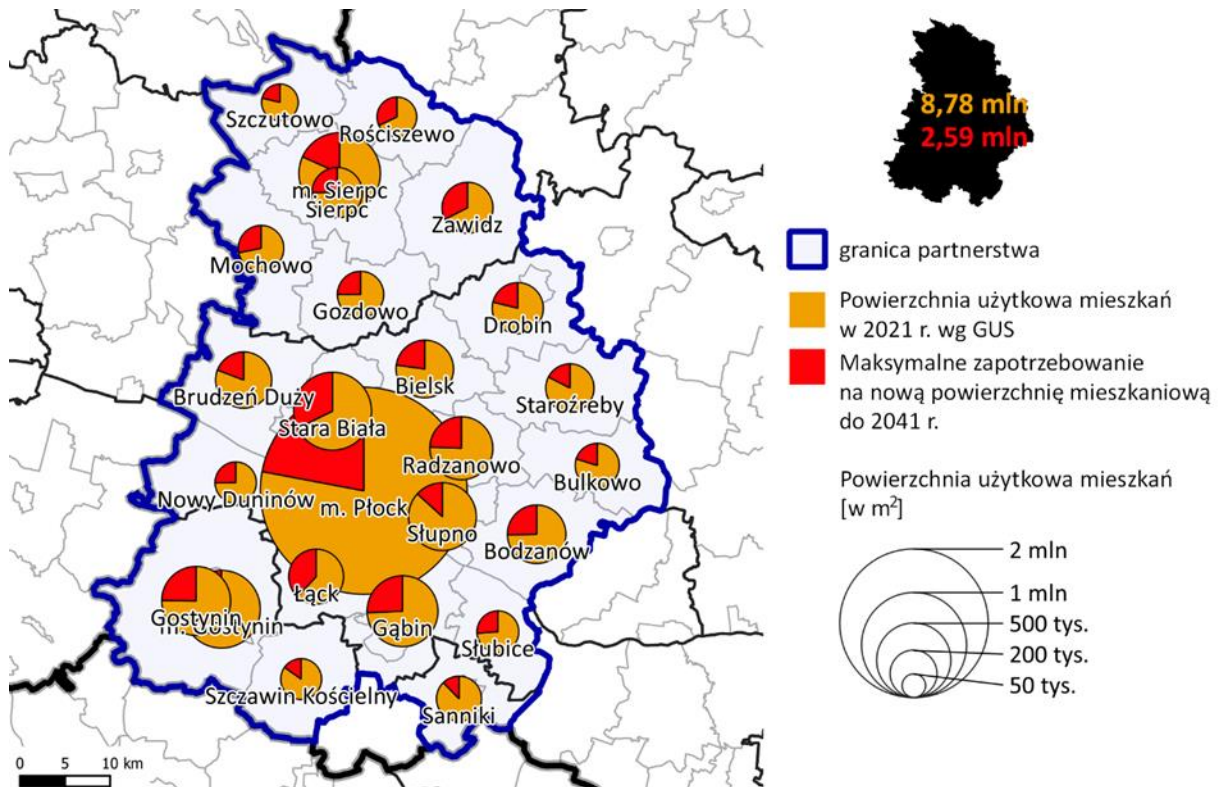 Szczutowo
Rościszewo
m. Sierpc
Sierpc
Zawidz
Mochowo
Gozdowo
Drobin
Brudzeń Duży
Bielsk
Staroźreby
Stara Biała
Radzanowo
Bulkowo
Nowy Duninów
m. Płock
Słupno
Bodzanów
Łąck
Gostynin
m. Gostynin
Gąbin
Słubice
Szczawin Kościelny
Sanniki
0 5 10 km
8,78 mln
2,59 mln
granica partnerstwa
Powierzchnia użytkowa mieszkań
w 2021 r. wg GUS
Maksymalne zapotrzebowanie
na nową powierzchnię mieszkaniową
do 2041 r.
Powierzchnia użytkowa mieszkań
[w m²]
2 mln
1 mln
500 tys.
200 tys.
50 tys.